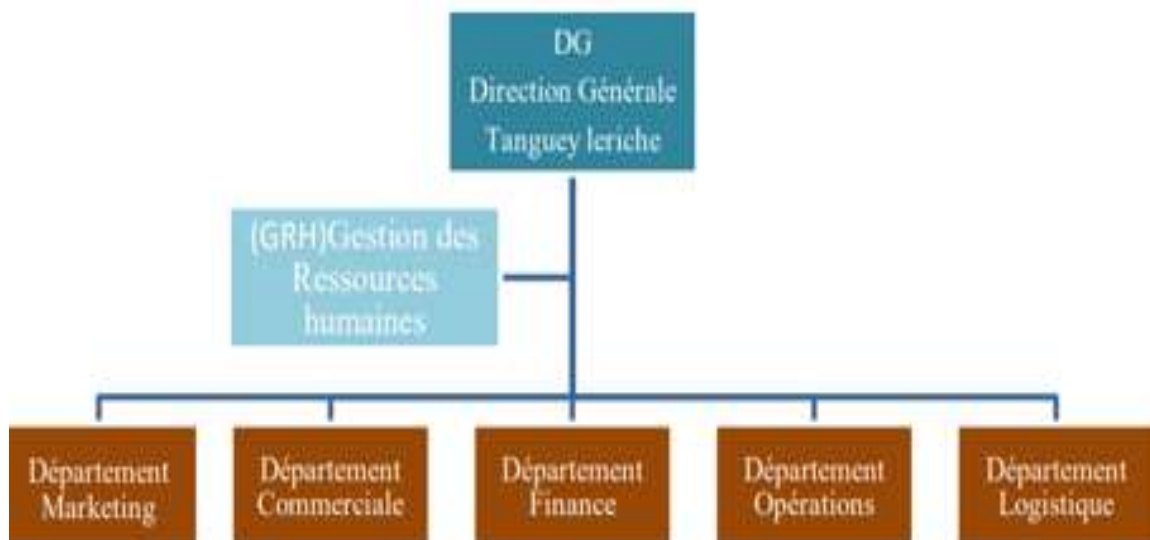 DG
Direction Générale
Tanguey leriche
(GRH)Gestion des
Ressources
humaines
Département
Marketing
Département
Commerciale
Département
Finance
Département
Opérations
Département
Logistique